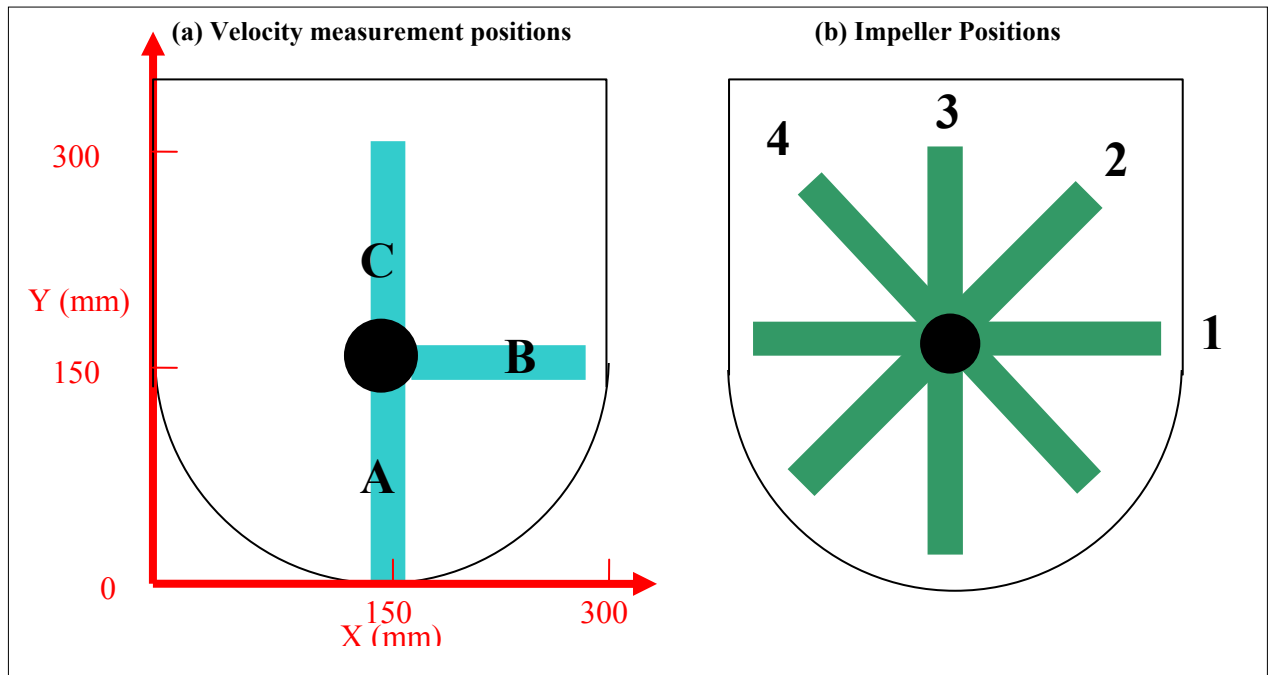 (a) Velocity measurement positions
300
Y (mm)
150
0
C
B
A
150
300
X (mm)
(b) Impeller Positions
3
4
2
1